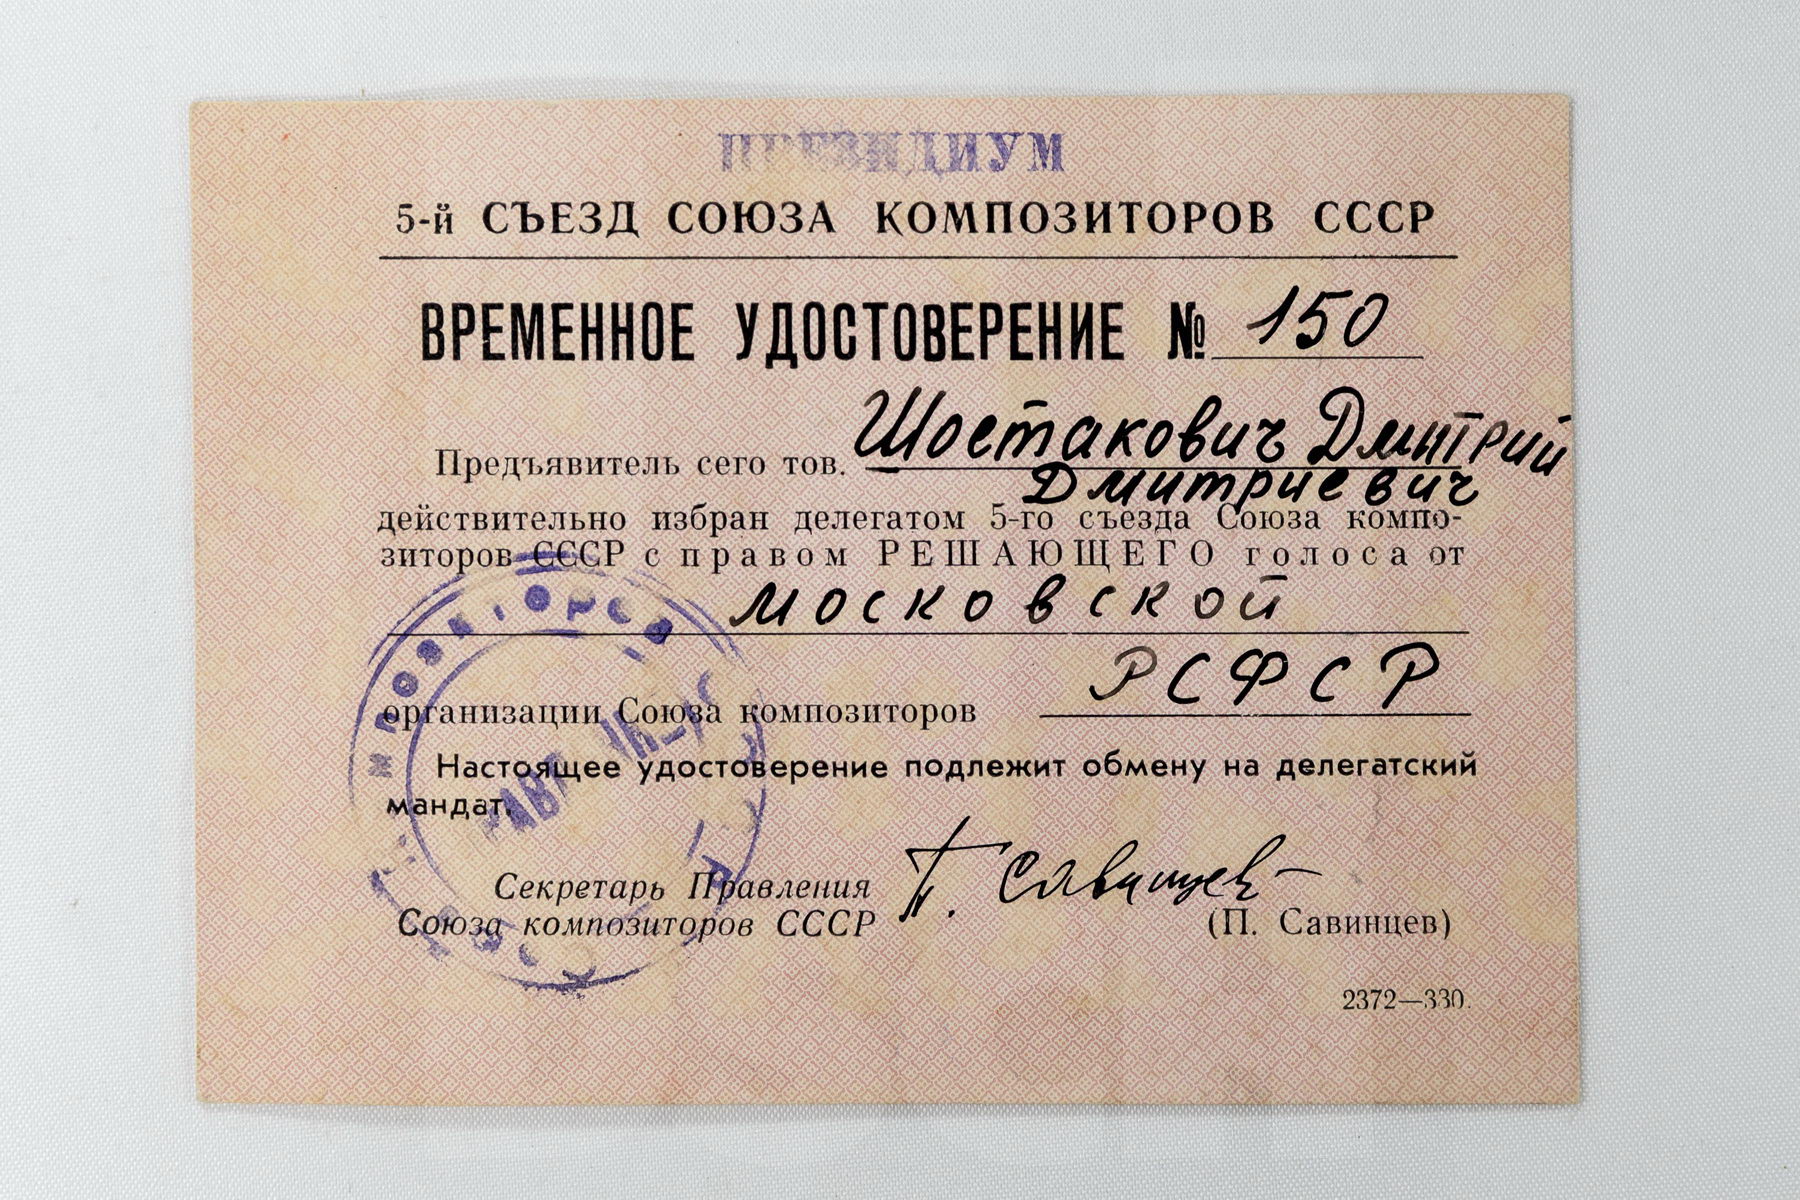 ПРЕЗИДИУМ
5-й СЪЕЗД СОЮЗА КОМПОЗИТОРОВ СССР
ВРЕМЕННОЕ УДОСТОВЕРЕНИЕ № 150
Предъявитель сего тов. Шостакович Дмитрий
Дмитриевич
действительно избран делегатом 5-го съезда Союза компо-
зиторов СССР с правом РЕШАЮЩЕГО голоса от
московской
организации Союза композиторов РСФСР
Настоящее удостоверение подлежит обмену на делегатский
мандат.
Секретарь Правления П. Савинцев
Союза композиторов СССР (П. Савинцев)
2372—330.